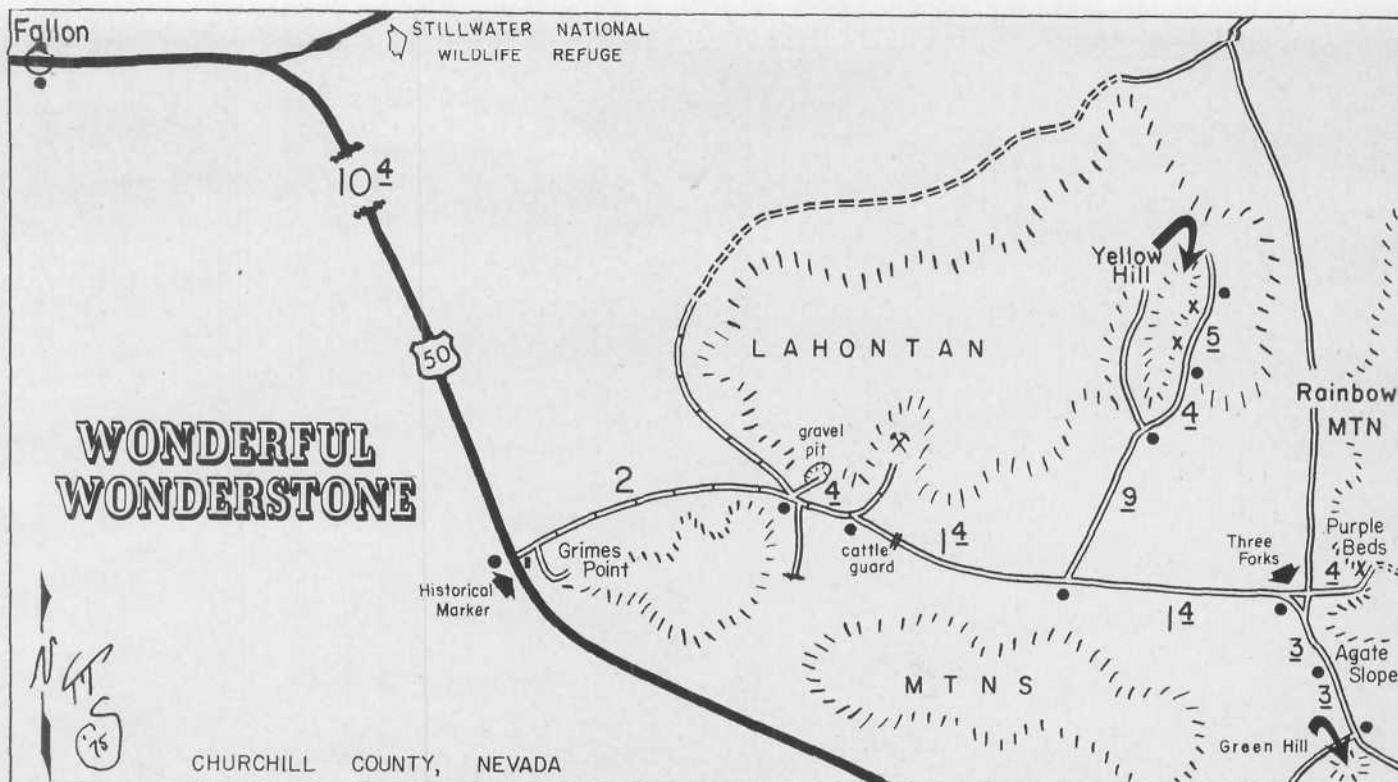 Fallon
STILLWATER NATIONAL
WILDLIFE REFUGE
10 4
50
Yellow
Hill
5
LAHONTAN
4
Rainbow
MTN
WONDERFUL
WONDERSTONE
gravel
pit
2
4
9
cattle
guard
1 4
Three
Forks
Purple
Beds
4
Grimes
Point
Historical
Marker
1 4
3
Agate
Slope
MTNS
3
N
Green Hill
'75
CHURCHILL COUNTY, NEVADA